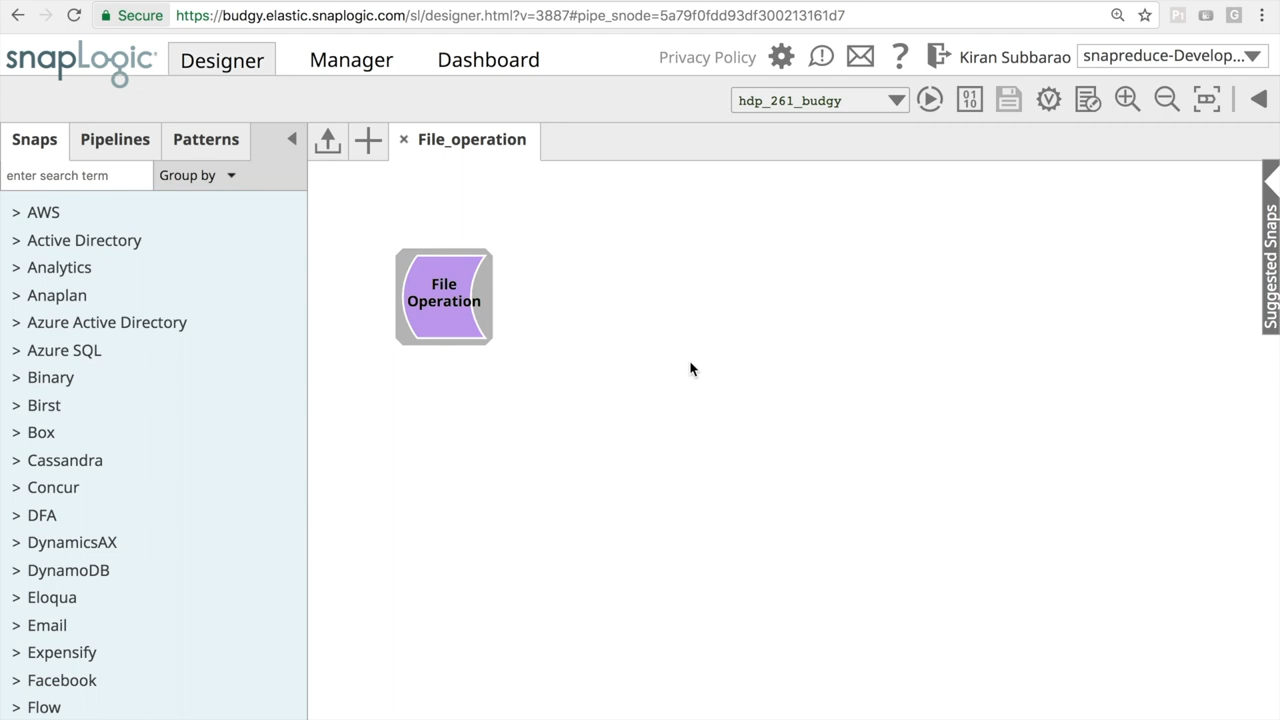 Secure
https://budgy.elastic.snaplogic.com/sl/designer.html?v=3887#pipe_snode=5a79f0fdd93df300213161d7
snapLogic
Designer
Manager
Dashboard
Privacy Policy
Kiran Subbarao
snapreduce-Develop...
hdp_261_budgy
Snaps
Pipelines
Patterns
× File_operation
enter search term
Group by
> AWS
> Active Directory
> Analytics
> Anaplan
> Azure Active Directory
> Azure SQL
> Binary
> Birst
> Box
> Cassandra
> Concur
> DFA
> DynamicsAX
> DynamoDB
> Eloqua
> Email
> Expensify
> Facebook
> Flow
File
Operation
Suggested Snaps